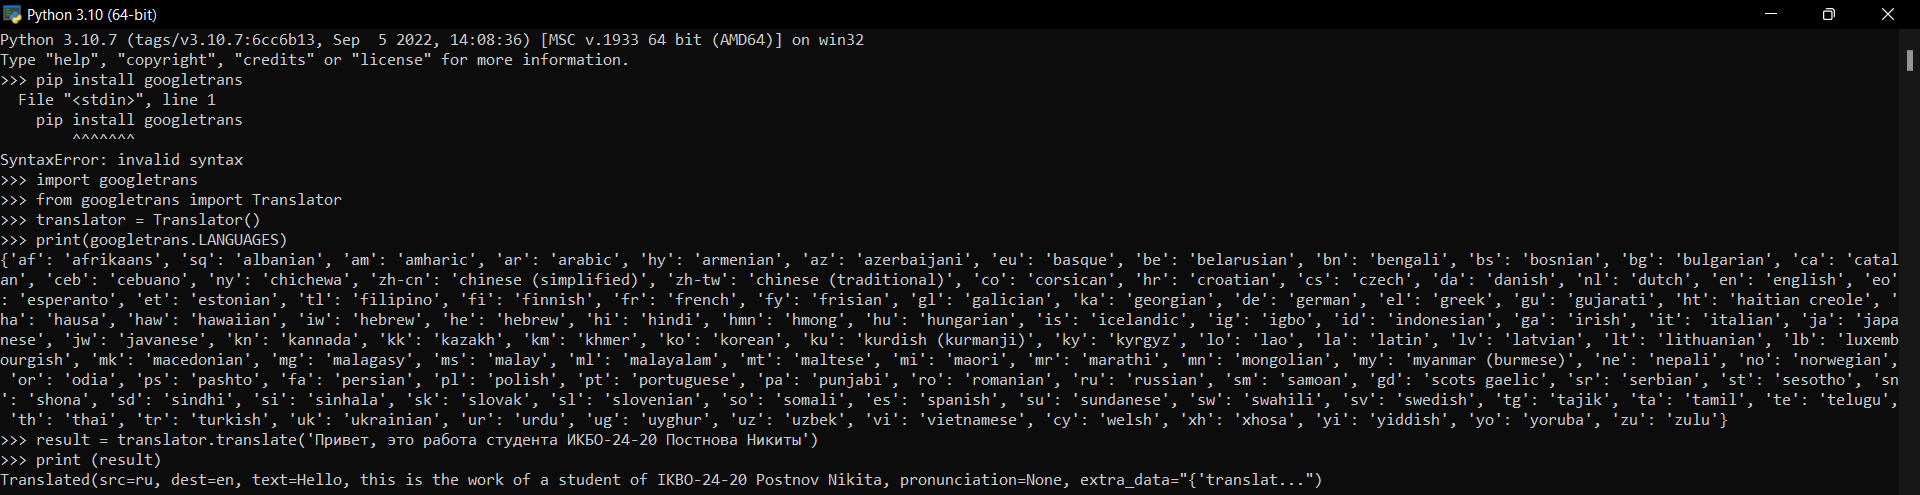 Python 3.10 (64-bit)
Python 3.10.7 (tags/v3.10.7:6cc6b13, Sep  5 2022, 14:08:36) [MSC v.1933 64 bit (AMD64)] on win32
Type "help", "copyright", "credits" or "license" for more information.
>>> pip install googletrans
  File "<stdin>", line 1
    pip install googletrans
        ^^^^^^^
SyntaxError: invalid syntax
>>> import googletrans
>>> from googletrans import Translator
>>> translator = Translator()
>>> print(googletrans.LANGUAGES)
{'af': 'afrikaans', 'sq': 'albanian', 'am': 'amharic', 'ar': 'arabic', 'hy': 'armenian', 'az': 'azerbaijani', 'eu': 'basque', 'be': 'belarusian', 'bn': 'bengali', 'bs': 'bosnian', 'bg': 'bulgarian', 'ca': 'catal
an', 'ceb': 'cebuano', 'ny': 'chichewa', 'zh-cn': 'chinese (simplified)', 'zh-tw': 'chinese (traditional)', 'co': 'corsican', 'hr': 'croatian', 'cs': 'czech', 'da': 'danish', 'nl': 'dutch', 'en': 'english', 'eo'
: 'esperanto', 'et': 'estonian', 'tl': 'filipino', 'fi': 'finnish', 'fr': 'french', 'fy': 'frisian', 'gl': 'galician', 'ka': 'georgian', 'de': 'german', 'el': 'greek', 'gu': 'gujarati', 'ht': 'haitian creole', '
ha': 'hausa', 'haw': 'hawaiian', 'iw': 'hebrew', 'he': 'hebrew', 'hi': 'hindi', 'hmn': 'hmong', 'hu': 'hungarian', 'is': 'icelandic', 'ig': 'igbo', 'id': 'indonesian', 'ga': 'irish', 'it': 'italian', 'ja': 'japa
nese', 'jw': 'javanese', 'kn': 'kannada', 'kk': 'kazakh', 'km': 'khmer', 'ko': 'korean', 'ku': 'kurdish (kurmanji)', 'ky': 'kyrgyz', 'lo': 'lao', 'la': 'latin', 'lv': 'latvian', 'lt': 'lithuanian', 'lb': 'luxemb
ourgish', 'mk': 'macedonian', 'mg': 'malagasy', 'ms': 'malay', 'ml': 'malayalam', 'mt': 'maltese', 'mi': 'maori', 'mr': 'marathi', 'mn': 'mongolian', 'my': 'myanmar (burmese)', 'ne': 'nepali', 'no': 'norwegian',
 'or': 'odia', 'ps': 'pashto', 'fa': 'persian', 'pl': 'polish', 'pt': 'portuguese', 'pa': 'punjabi', 'ro': 'romanian', 'ru': 'russian', 'sm': 'samoan', 'gd': 'scots gaelic', 'sr': 'serbian', 'st': 'sesotho', 'sn
': 'shona', 'sd': 'sindhi', 'si': 'sinhala', 'sk': 'slovak', 'sl': 'slovenian', 'so': 'somali', 'es': 'spanish', 'su': 'sundanese', 'sw': 'swahili', 'sv': 'swedish', 'tg': 'tajik', 'ta': 'tamil', 'te': 'telugu',
 'th': 'thai', 'tr': 'turkish', 'uk': 'ukrainian', 'ur': 'urdu', 'ug': 'uyghur', 'uz': 'uzbek', 'vi': 'vietnamese', 'cy': 'welsh', 'xh': 'xhosa', 'yi': 'yiddish', 'yo': 'yoruba', 'zu': 'zulu'}
>>> result = translator.translate('Привет, это работа студента ИКБО-24-20 Постнова Никиты')
>>> print (result)
Translated(src=ru, dest=en, text=Hello, this is the work of a student of IKBO-24-20 Postnov Nikita, pronunciation=None, extra_data="{'translat...")